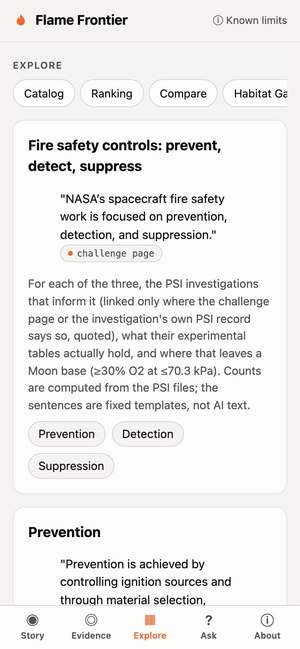 Flame Frontier
ⓘ Known limits
EXPLORE
Catalog
Ranking
Compare
Habitat Ga
Fire safety controls: prevent,
detect, suppress
"NASA's spacecraft fire safety
work is focused on prevention,
detection, and suppression."
challenge page
For each of the three, the PSI investigations
that inform it (linked only where the challenge
page or the investigation's own PSI record
says so, quoted), what their experimental
tables actually hold, and where that leaves a
Moon base (≥30% O2 at ≤70.3 kPa). Counts
are computed from the PSI files; the
sentences are fixed templates, not AI text.
Prevention
Detection
Suppression
Prevention
"Prevention is achieved by
controlling ignition sources and
through material selection,
Story
Evidence
Explore
? Ask
ⓘ About